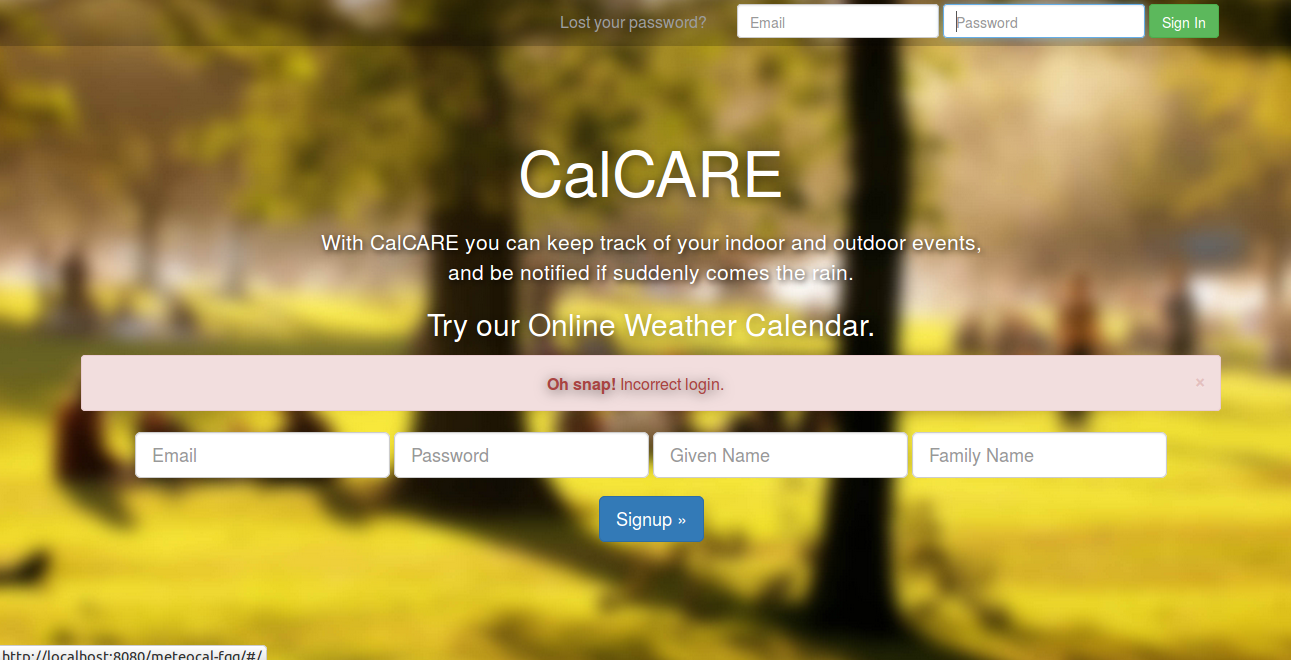 Lost your password? Email Password Sign In
CalCARE
With CalCARE you can keep track of your indoor and outdoor events,
and be notified if suddenly comes the rain.
Try our Online Weather Calendar.
Oh snap! Incorrect login. ×
Email Password Given Name Family Name
Signup »
http://localhost:8080/meteocal-fgg/#/